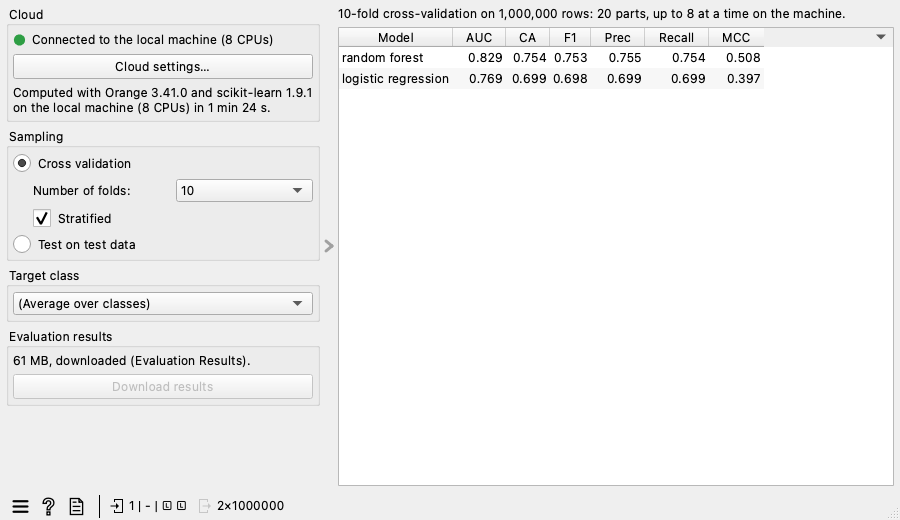 Cloud
Connected to the local machine (8 CPUs)
Cloud settings...
Computed with Orange 3.41.0 and scikit-learn 1.9.1
on the local machine (8 CPUs) in 1 min 24 s.
Sampling
Cross validation
Number of folds: 10
Stratified
Test on test data
Target class
(Average over classes)
Evaluation results
61 MB, downloaded (Evaluation Results).
Download results
1 | - | 2×1000000
10-fold cross-validation on 1,000,000 rows: 20 parts, up to 8 at a time on the machine.
Model AUC CA F1 Prec Recall MCC
random forest 0.829 0.754 0.753 0.755 0.754 0.508
logistic regression 0.769 0.699 0.698 0.699 0.699 0.397